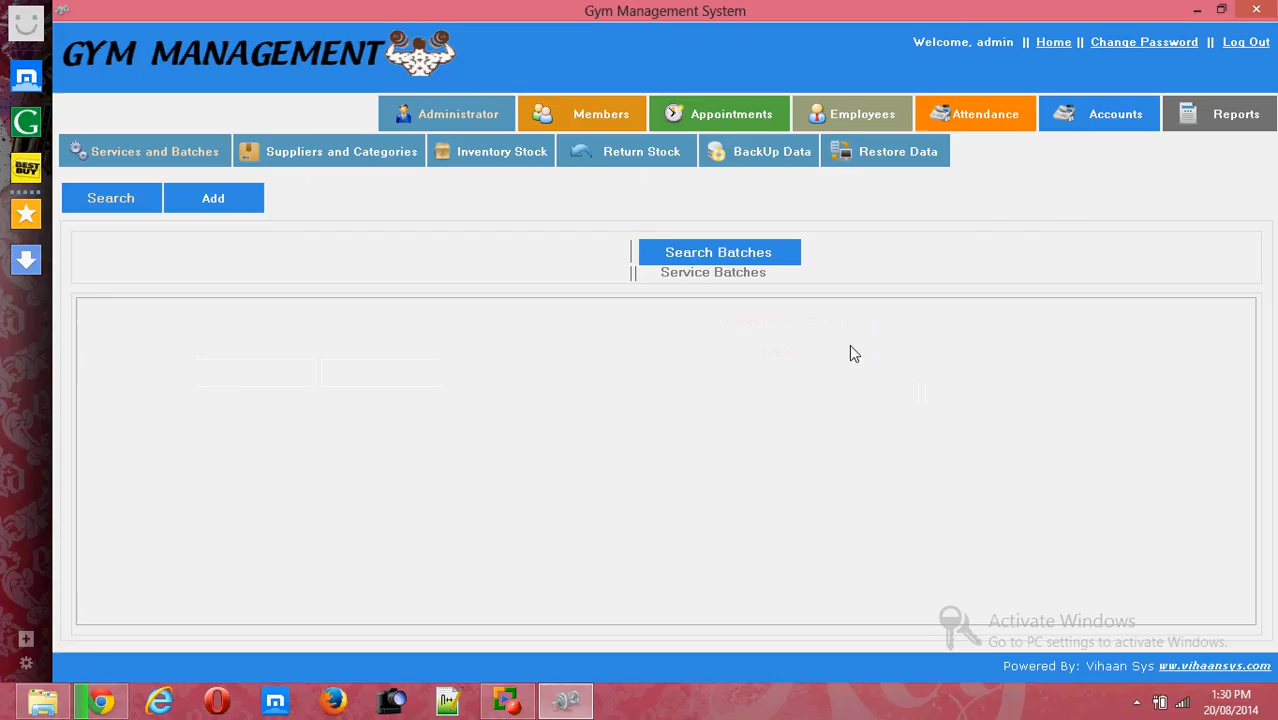 Gym Management System
GYM MANAGEMENT
Welcome, admin || Home || Change Password || Log Out
Administrator Members Appointments Employees Attendance Accounts Reports
Services and Batches Suppliers and Categories Inventory Stock Return Stock BackUp Data Restore Data
Search Add
| Search Batches
|| Service Batches
Activate Windows
Go to PC settings to activate Windows.
Powered By: Vihaan Sys ww.vihaansys.com
G
BEST BUY
1:30 PM
20/08/2014